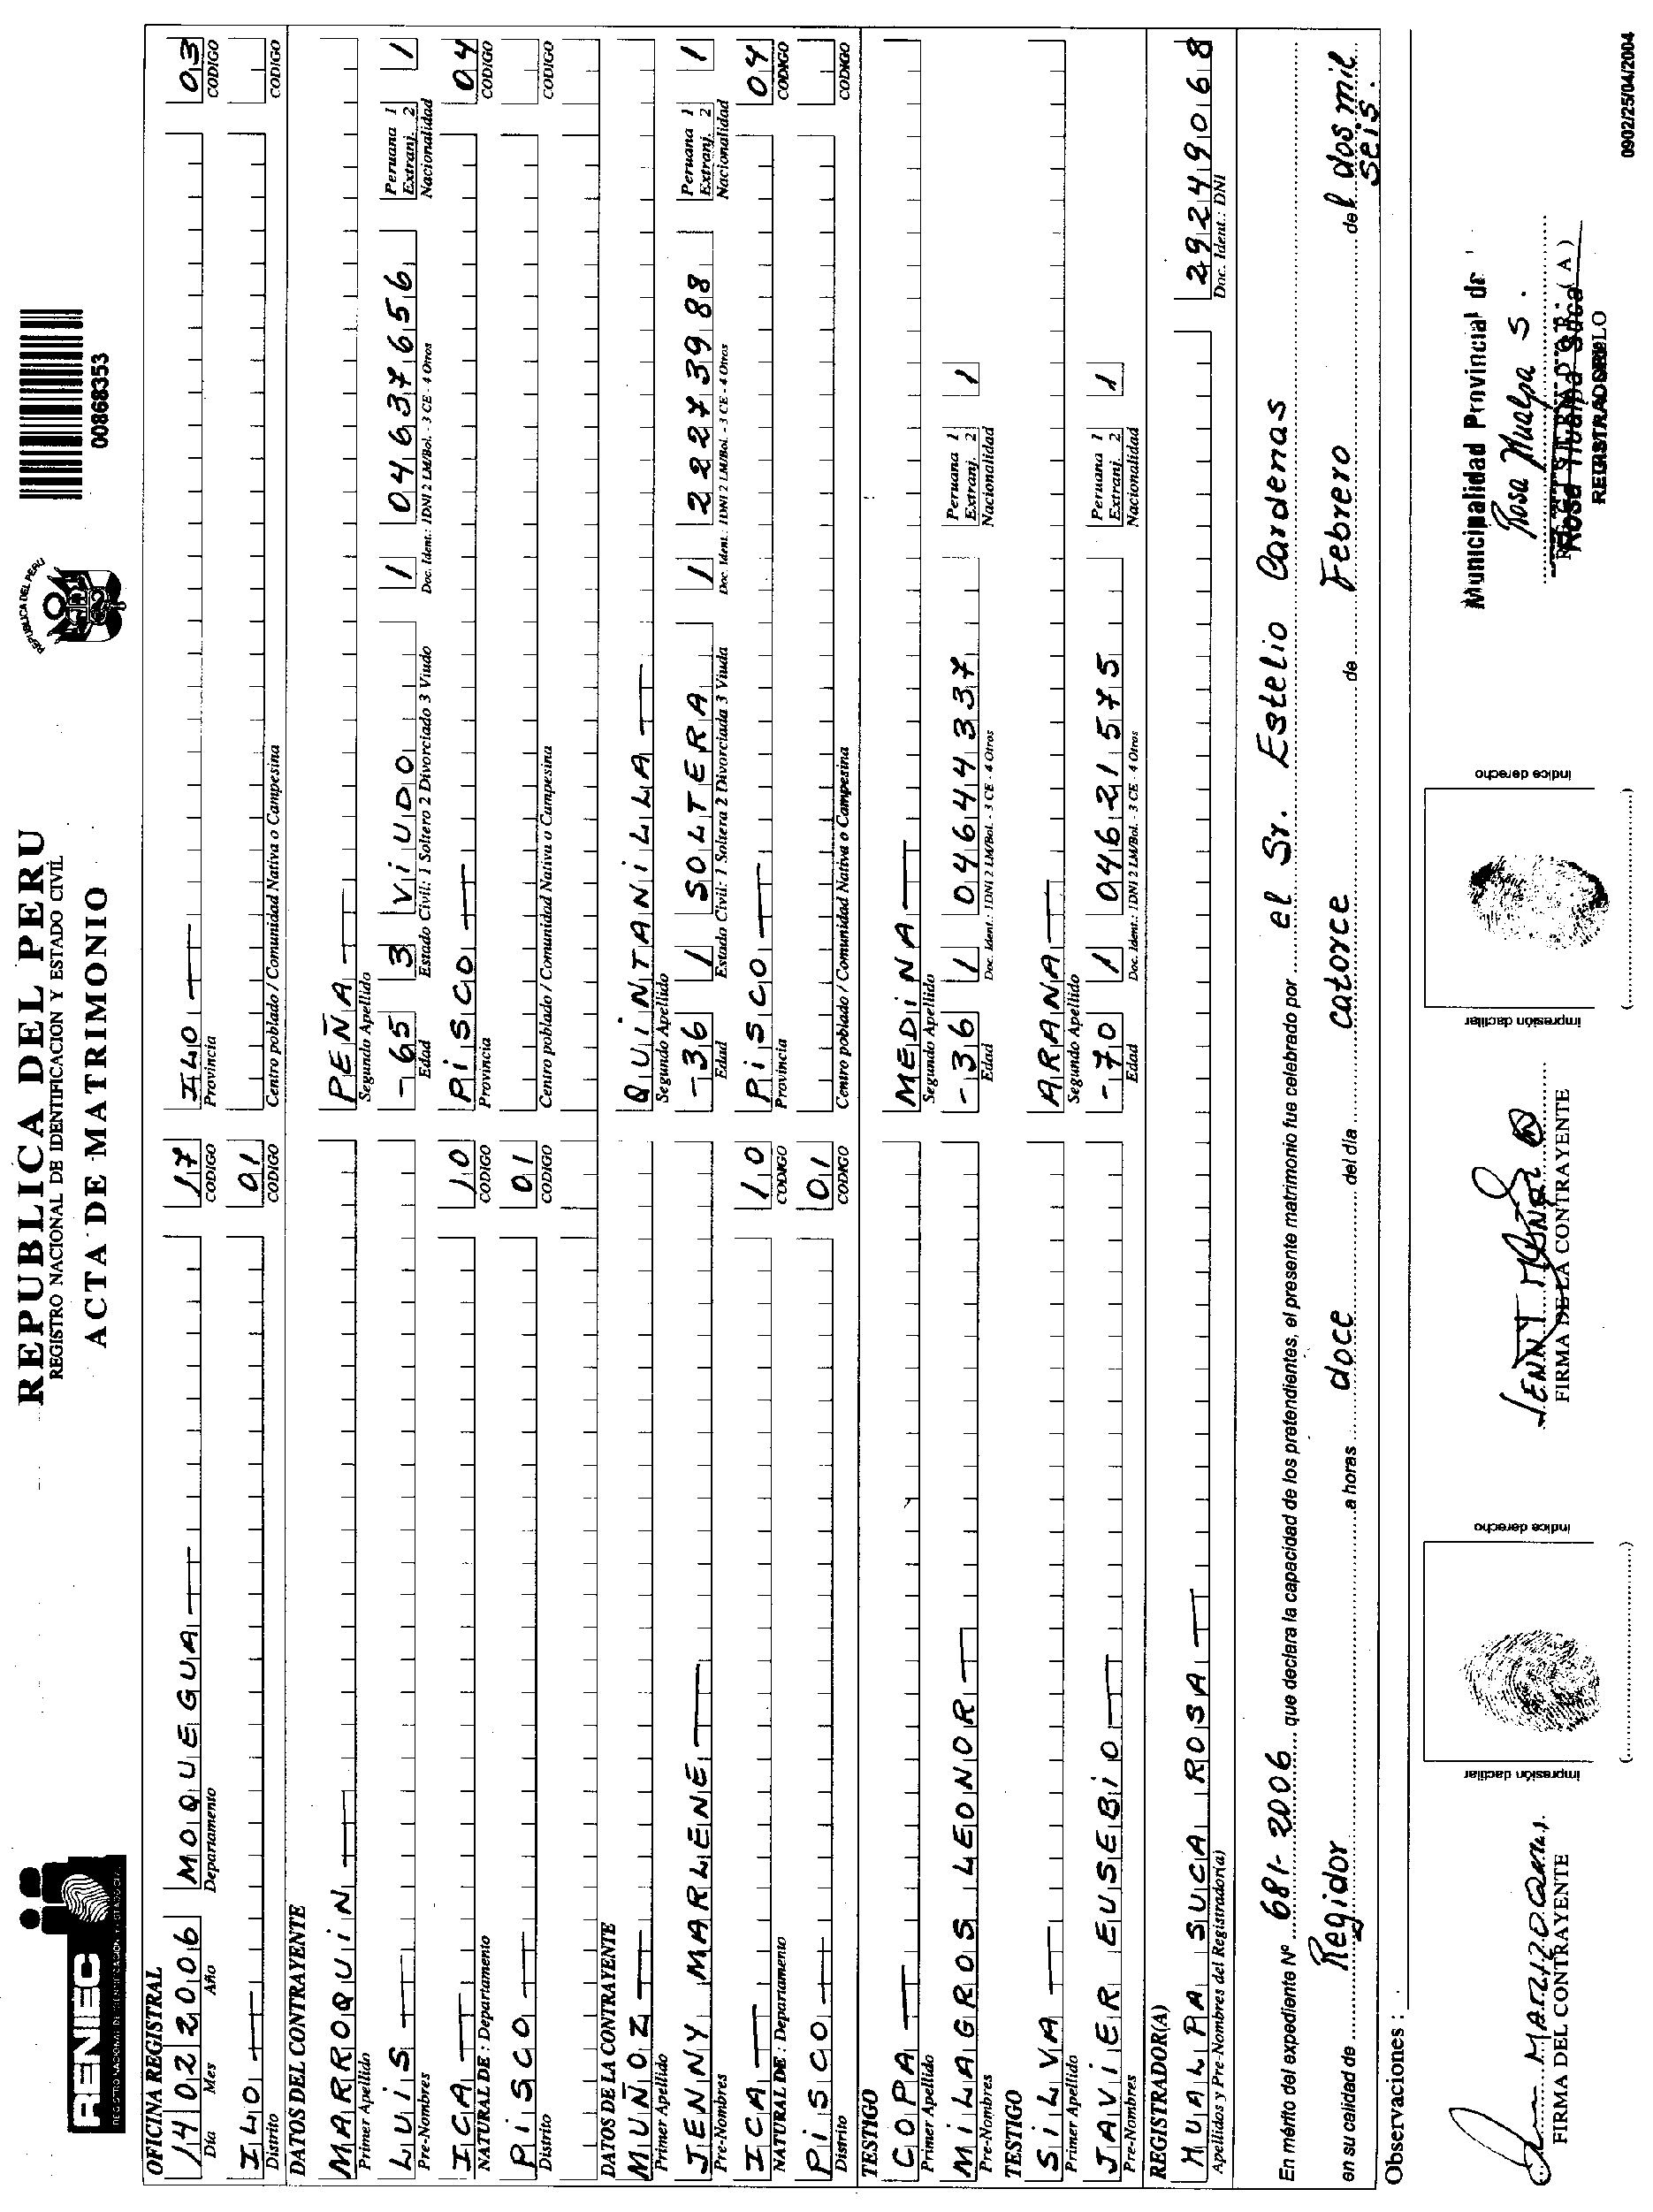 RENIEC
REGISTRO NACIONAL DE IDENTIFICACION Y ESTADO CIVIL
REPUBLICA DEL PERU
REGISTRO NACIONAL DE IDENTIFICACION Y ESTADO CIVIL
ACTA DE MATRIMONIO
REPUBLICA DEL PERU
00868353
OFICINA REGISTRAL
14 02 2006 MOQUEGUA 17 ILO 03
Dia Mes Año Departamento CODIGO Provincia CODIGO
ILO 01
Distrito CODIGO Centro poblado / Comunidad Nativa o Campesina CODIGO
DATOS DEL CONTRAYENTE
MARROQUiN PEÑA
Primer Apellido Segundo Apellido
LUiS -65 3 ViUDO 1 04637656 Peruana 1 Extranj. 2 1
Pre-Nombres Edad Estado Civil: 1 Soltero 2 Divorciado 3 Viudo Doc. Ident.: 1DNI 2 LM/Bol. - 3 CE - 4 Otros Nacionalidad
ICA 10 PiSCO 04
NATURAL DE : Departamento CODIGO Provincia CODIGO
PiSCO 01
Distrito CODIGO Centro poblado / Comunidad Nativa o Campesina CODIGO
DATOS DE LA CONTRAYENTE
MUÑOZ QUiNTANiLLA
Primer Apellido Segundo Apellido
JENNY MARLENE -36 1 SOLTERA 1 22273988 Peruana 1 Extranj. 2 1
Pre-Nombres Edad Estado Civil: 1 Soltera 2 Divorciada 3 Viuda Doc. Ident.: 1DNI 2 LM/Bol. - 3 CE - 4 Otros Nacionalidad
ICA 10 PiSCO 04
NATURAL DE : Departamento CODIGO Provincia CODIGO
PiSCO 01
Distrito CODIGO Centro poblado / Comunidad Nativa o Campesina CODIGO
TESTIGO
COPA MEDiNA
Primer Apellido Segundo Apellido
MiLAGROS LEONOR -36 1 04644337 Peruana 1 Extranj. 2 1
Pre-Nombres Edad Doc. Ident.: 1DNI 2 LM/Bol. - 3 CE - 4 Otros Nacionalidad
TESTIGO
SiLVA ARANA
Primer Apellido Segundo Apellido
JAViER EUSEBiO -70 1 04621575 Peruana 1 Extranj. 2 1
Pre-Nombres Edad Doc. Ident.: 1DNI 2 LM/Bol. - 3 CE - 4 Otros Nacionalidad
REGISTRADOR(A)
HUALPA SUCA ROSA 29249068
Apellidos y Pre-Nombres del Registrador(a) Doc. Ident.: DNI
En mérito del expediente Nº 681-2006 que declara la capacidad de los pretendientes, el presente matrimonio fue celebrado por el Sr. Estelio Cardenas
en su calidad de Regidor a horas doce del día catorce de Febrero del dos mil
seis.
Observaciones :
impresión dactilar índice derecho impresión dactilar índice derecho
Municipalidad Provincial de
Rosa Hualpa S.
JENNY MUÑOZ Q
FIRMA DEL CONTRAYENTE FIRMA DE LA CONTRAYENTE
Rosa Hualpa Suca
0902/25/04/2004